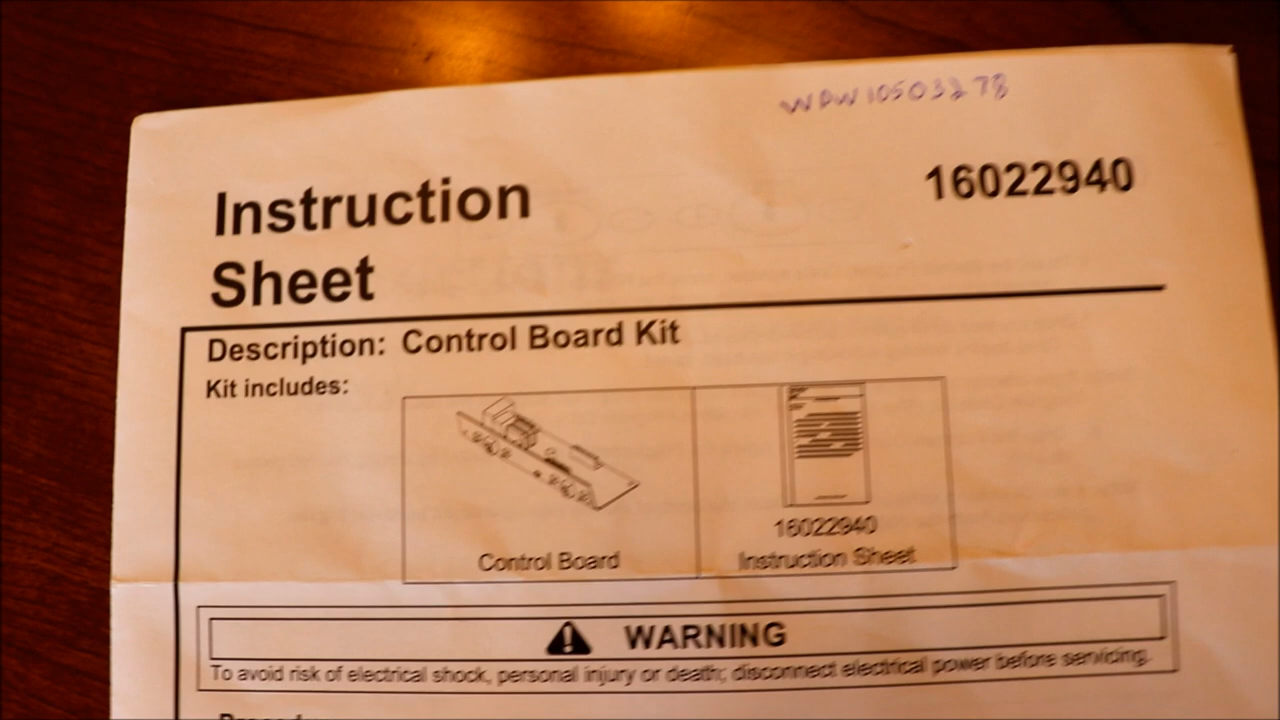 WPW10503278
Instruction
Sheet
16022940
Description: Control Board Kit
Kit includes:
Control Board
16022940
Instruction Sheet
WARNING
To avoid risk of electrical shock, personal injury or death; disconnect electrical power before servicing.